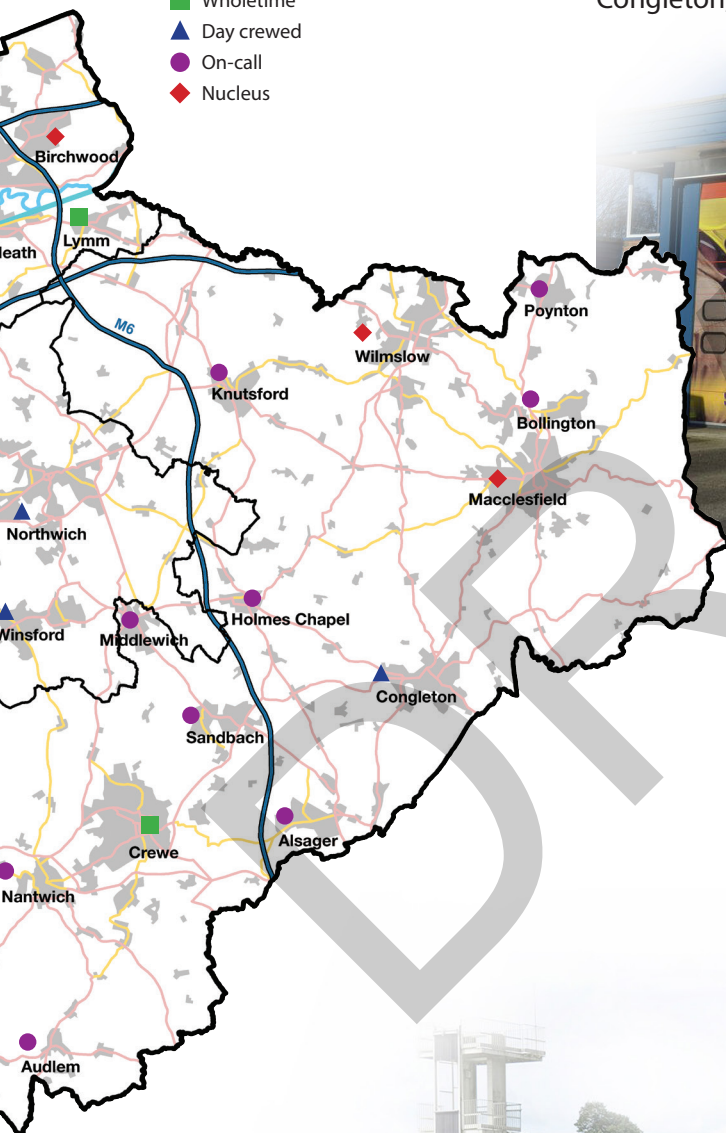 Wholetime
Congleton
Day crewed
On-call
Nucleus
Birchwood
Lymm
M6
Poynton
Wilmslow
Knutsford
Bollington
Macclesfield
Northwich
Holmes Chapel
Winsford
Middlewich
Congleton
Sandbach
Alsager
Crewe
Nantwich
Audlem